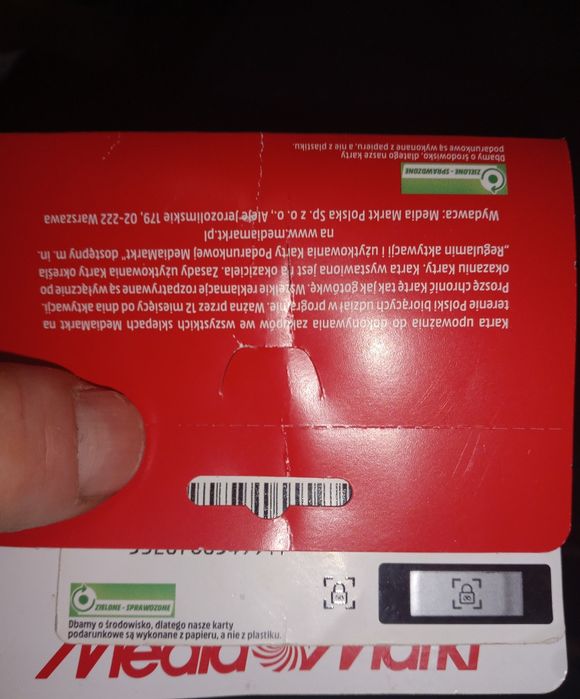 Karta upoważnia do dokonywania zakupów we wszystkich sklepach MediaMarkt na
terenie Polski biorących udział w programie. Ważna przez 12 miesięcy od dnia aktywacji.
Proszę chronić Kartę tak jak gotówkę. Wszelkie reklamacje rozpatrywane są wyłącznie po
okazaniu Karty. Karta wystawiona jest na okaziciela. Zasady użytkowania Karty określa
„Regulamin aktywacji i użytkowania Karty Podarunkowej MediaMarkt” dostępny m. in.
na www.mediamarkt.pl
Wydawca: Media Markt Polska Sp. z o. o., Aleje Jerozolimskie 179, 02-222 Warszawa
ZIELONE - SPRAWDZONE
Dbamy o środowisko, dlatego nasze karty
podarunkowe są wykonane z papieru, a nie z plastiku.
ZIELONE - SPRAWDZONE
Dbamy o środowisko, dlatego nasze karty
podarunkowe są wykonane z papieru, a nie z plastiku.
Media Markt